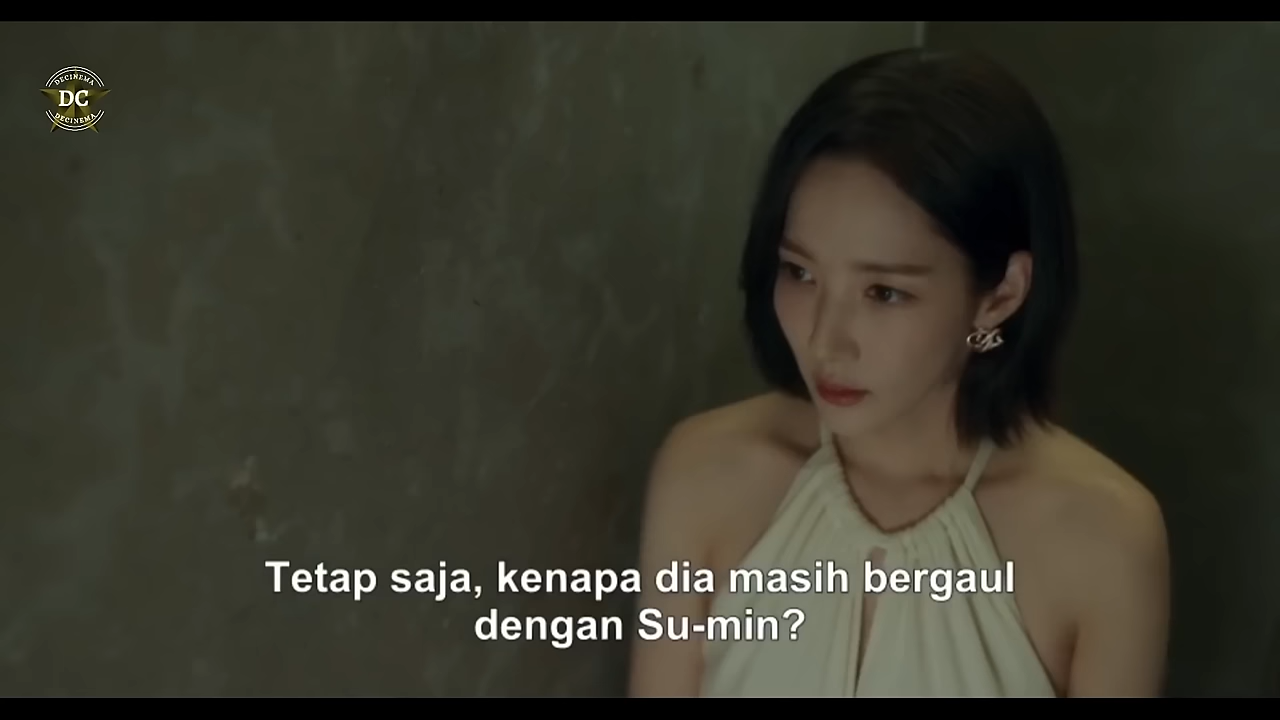 DECINEMA
DC
DECINEMA
Tetap saja, kenapa dia masih bergaul
dengan Su-min?